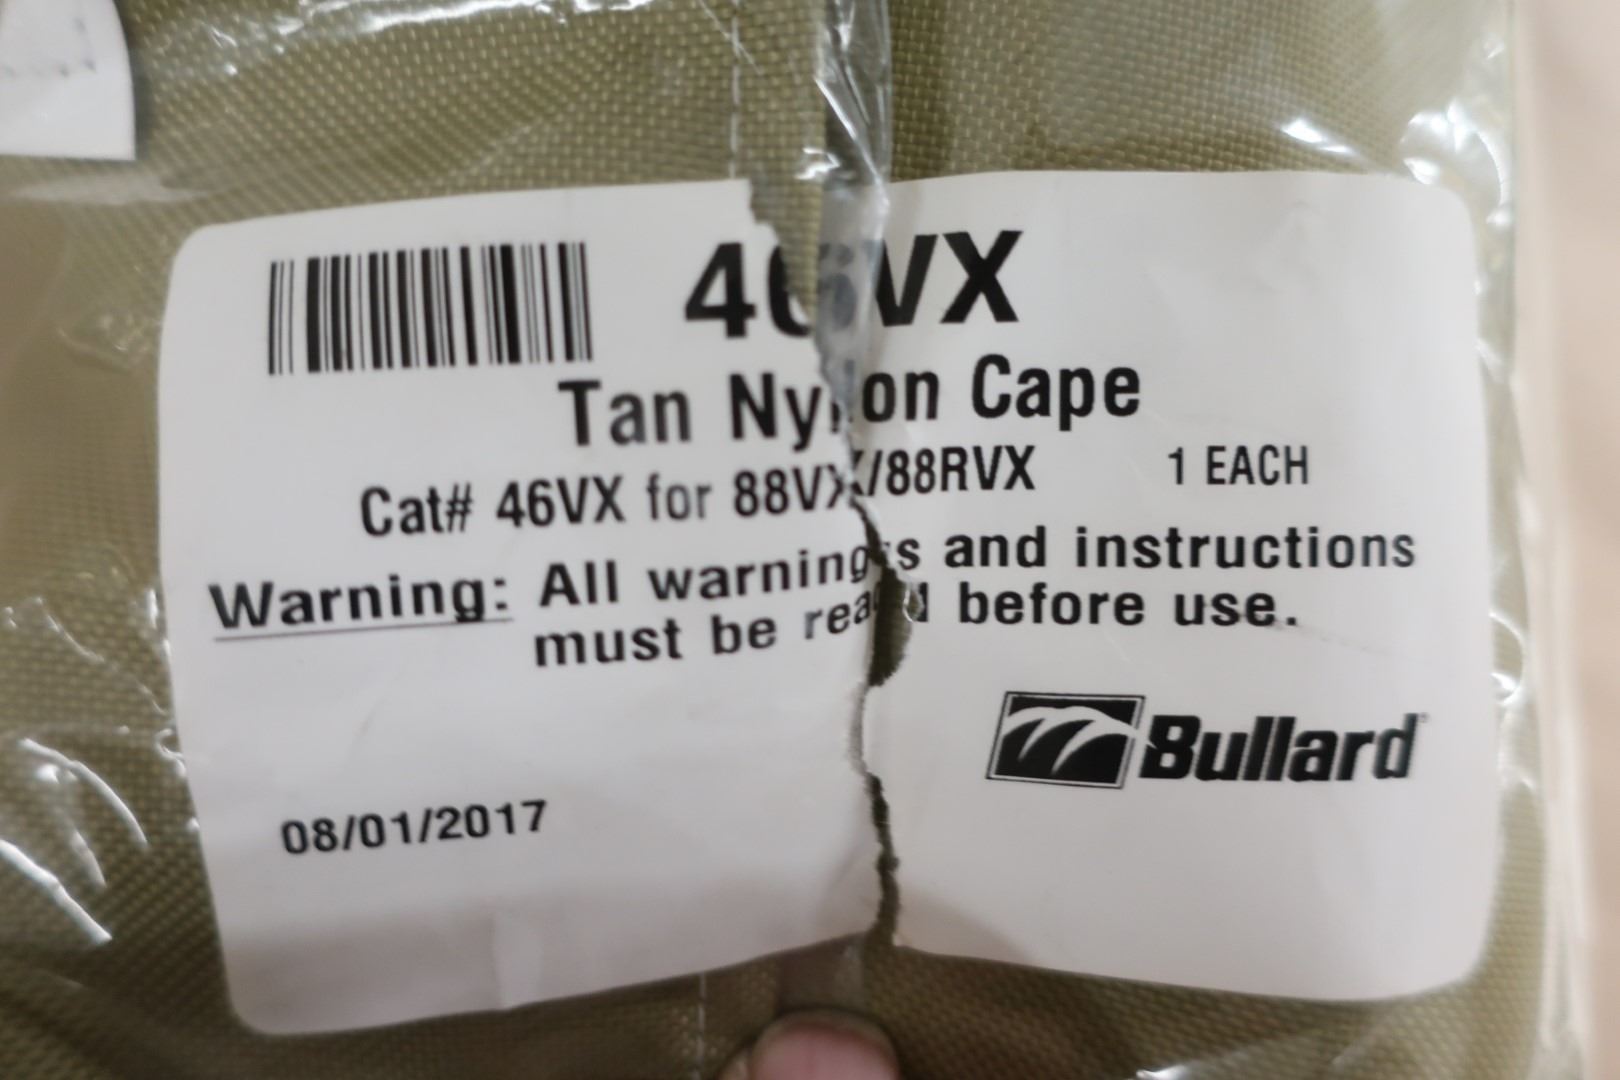 46VX
Tan Nylon Cape
Cat# 46VX for 88VX/88RVX 1 EACH
Warning: All warnings and instructions
must be read before use.
Bullard
08/01/2017